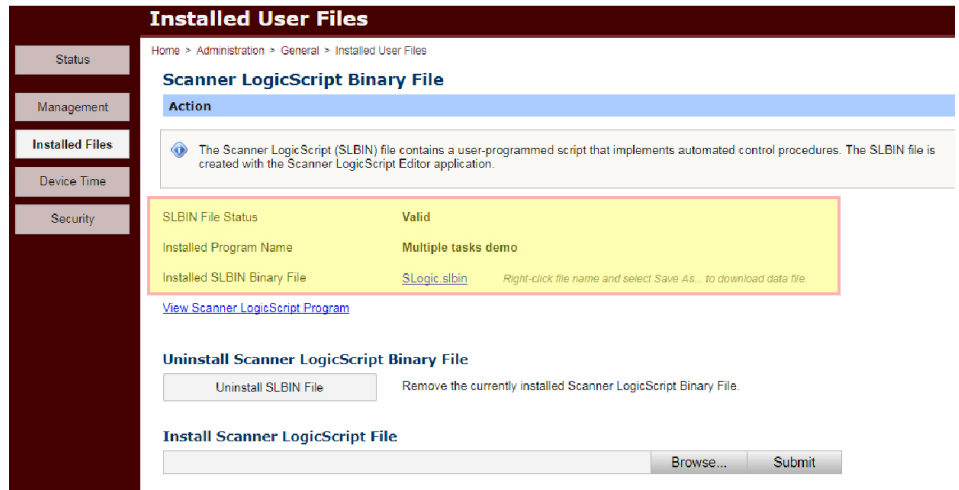 Installed User Files
Home > Administration > General > Installed User Files
Status
Management
Installed Files
Device Time
Security
Scanner LogicScript Binary File
Action
The Scanner LogicScript (SLBIN) file contains a user-programmed script that implements automated control procedures. The SLBIN file is
created with the Scanner LogicScript Editor application.
SLBIN File Status Valid
Installed Program Name Multiple tasks demo
Installed SLBIN Binary File SLogic.slbin Right-click file name and select Save As... to download data file.
View Scanner LogicScript Program
Uninstall Scanner LogicScript Binary File
Uninstall SLBIN File Remove the currently installed Scanner LogicScript Binary File.
Install Scanner LogicScript File
Browse... Submit